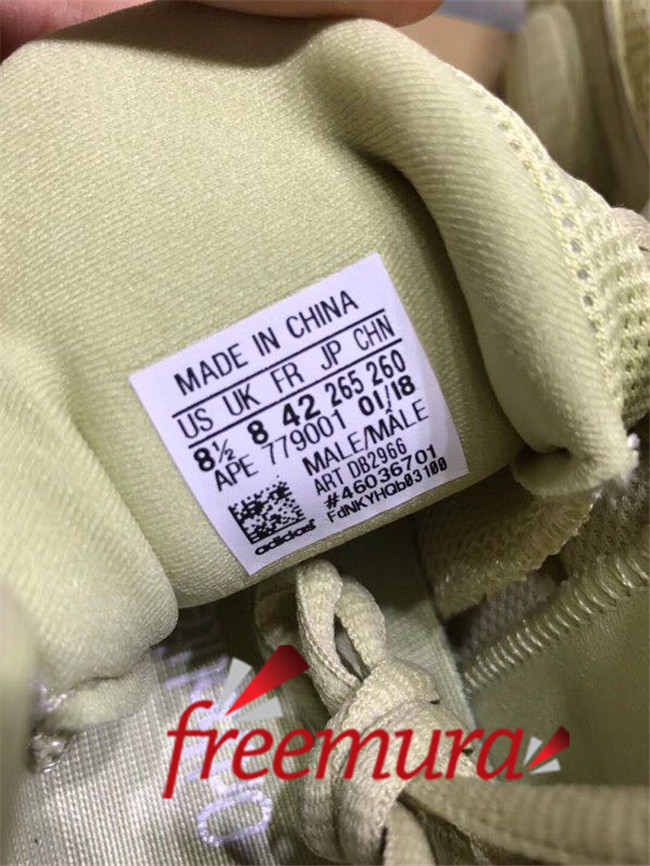 MADE IN CHINA
US UK FR JP CHN
8½ 8 42 265 260
APE 779001 01/18
MALE/MÂLE
ART DB2966
#46036701
FdNKYHQb03100
adidas
freemura